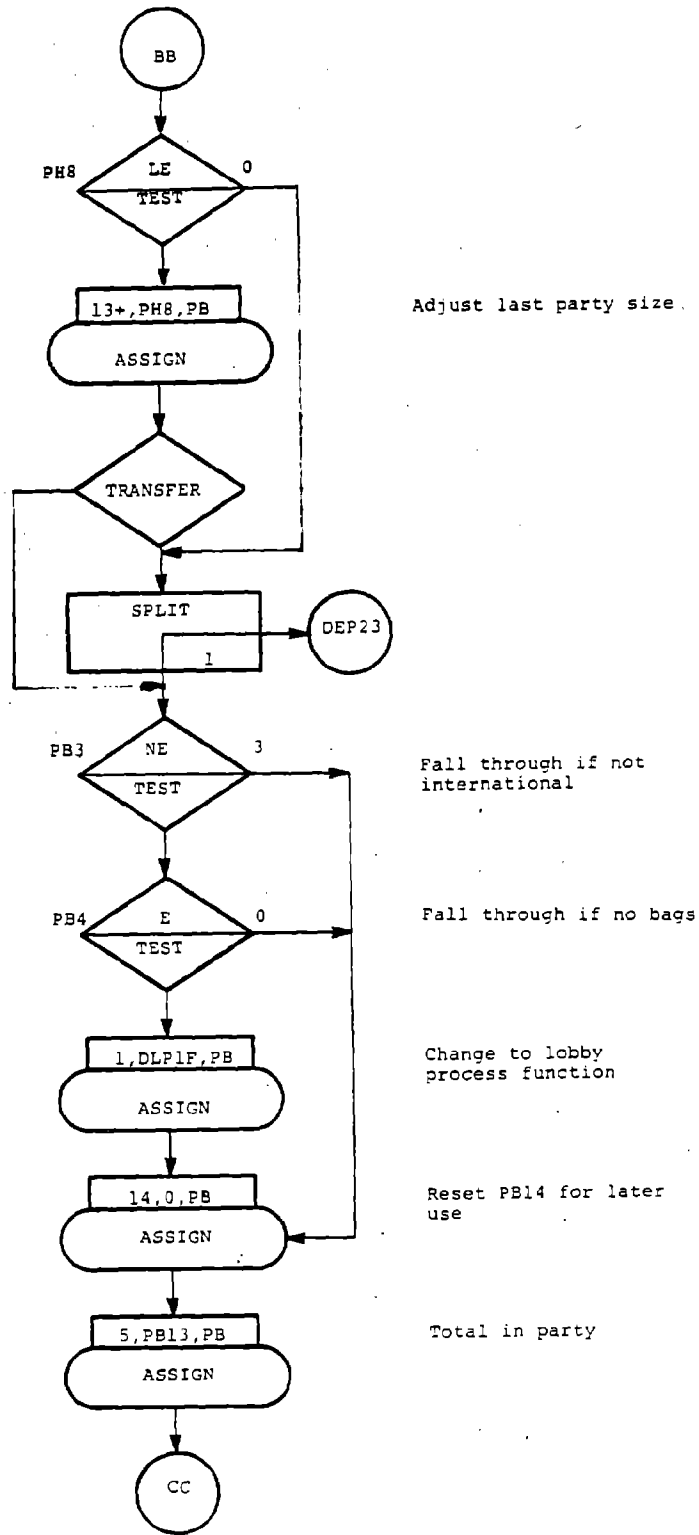 BB
PH8 LE 0
TEST
13+,PH8,PB
ASSIGN
Adjust last party size
TRANSFER
SPLIT
1
DEP23
PB3 NE 3
TEST
Fall through if not
international
PB4 E 0
TEST
Fall through if no bags
1,DLP1F,PB
ASSIGN
Change to lobby
process function
14,0,PB
ASSIGN
Reset PB14 for later
use
5,PB13,PB
ASSIGN
Total in party
CC